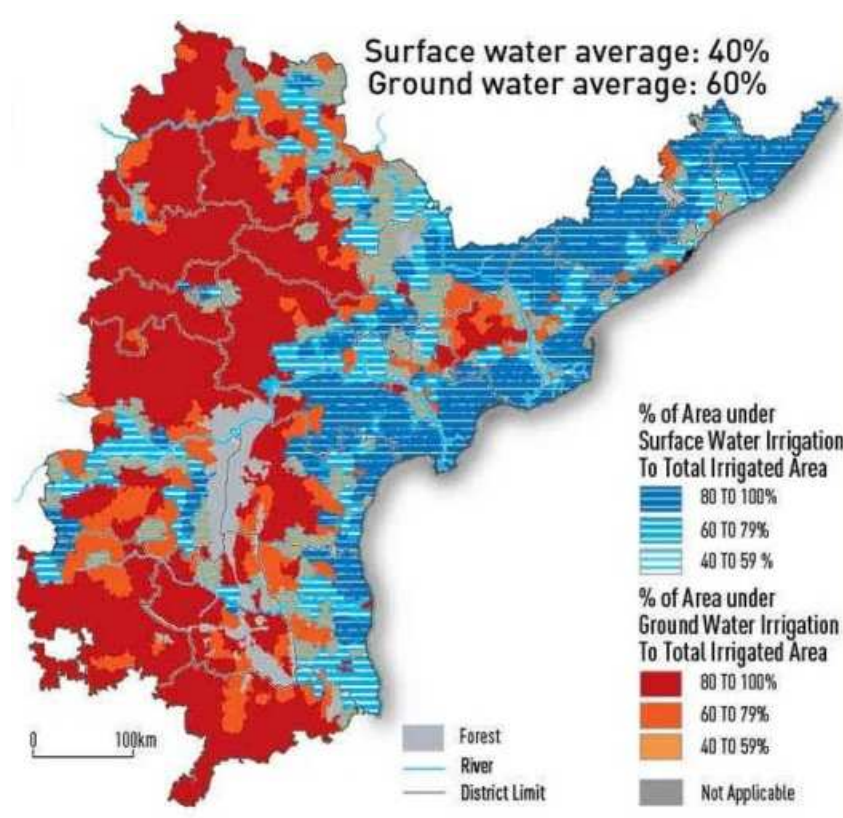 Surface water average: 40%
Ground water average: 60%
% of Area under
Surface Water Irrigation
To Total Irrigated Area
80 TO 100%
60 TO 79%
40 TO 59 %
% of Area under
Ground Water Irrigation
To Total Irrigated Area
80 TO 100%
60 TO 79%
40 TO 59%
Not Applicable
0 100km
Forest
River
District Limit